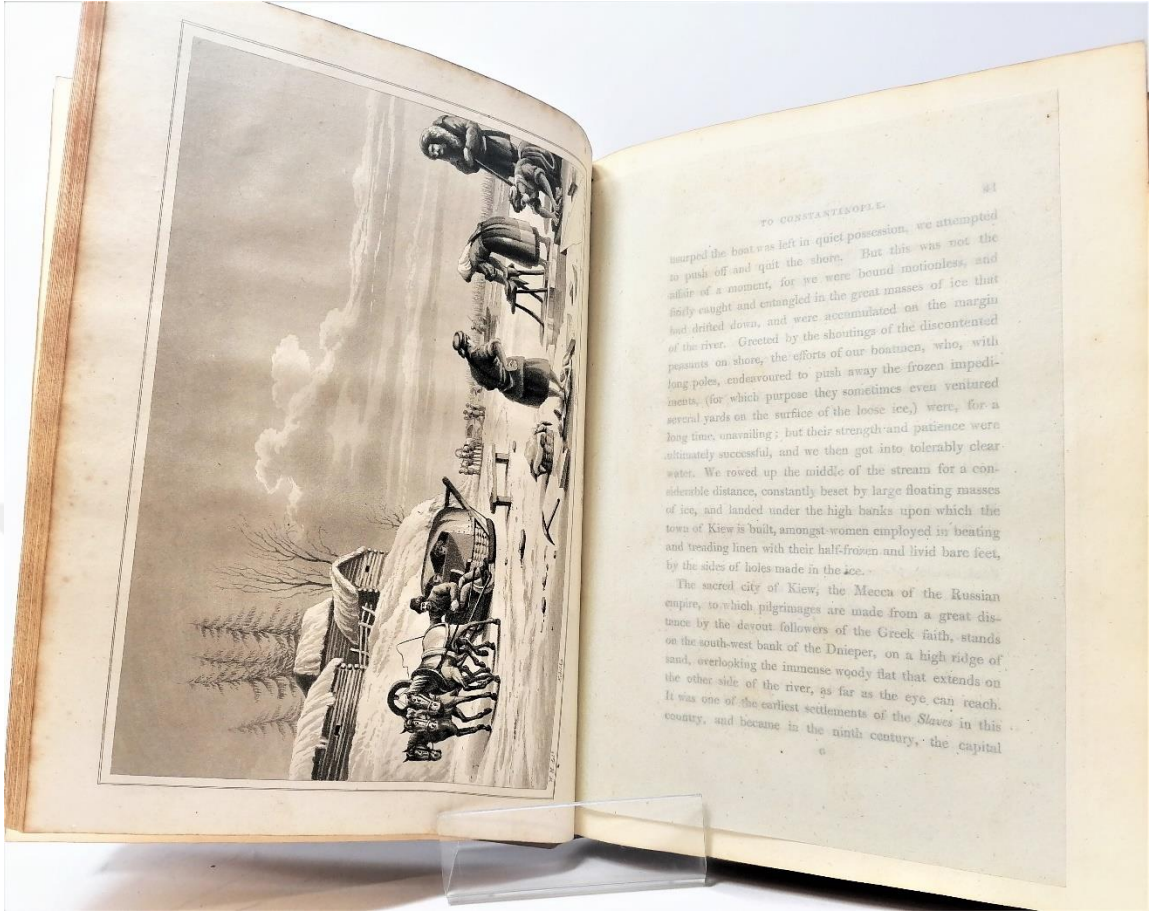 41
TO CONSTANTINOPLE.
usurped the boat was left in quiet possession, we attempted
to push off and quit the shore. But this was not the
affair of a moment, for we were bound motionless, and
firmly caught and entangled in the great masses of ice that
had drifted down, and were accumulated on the margin
of the river. Greeted by the shoutings of the discontented
peasants on shore, the efforts of our boatmen, who, with
long poles, endeavoured to push away the frozen impedi-
ments, (for which purpose they sometimes even ventured
several yards on the surface of the loose ice,) were, for a
long time, unavailing; but their strength and patience were
ultimately successful, and we then got into tolerably clear
water. We rowed up the middle of the stream for a con-
siderable distance, constantly beset by large floating masses
of ice, and landed under the high banks upon which the
town of Kiew is built, amongst women employed in beating
and treading linen with their half-frozen and livid bare feet,
by the sides of holes made in the ice.
The sacred city of Kiew, the Mecca of the Russian
empire, to which pilgrimages are made from a great dis-
tance by the devout followers of the Greek faith, stands
on the south-west bank of the Dnieper, on a high ridge of
sand, overlooking the immense woody flat that extends on
the other side of the river, as far as the eye can reach.
It was one of the earliest settlements of the Slaves in this
country, and became in the ninth century, the capital
G